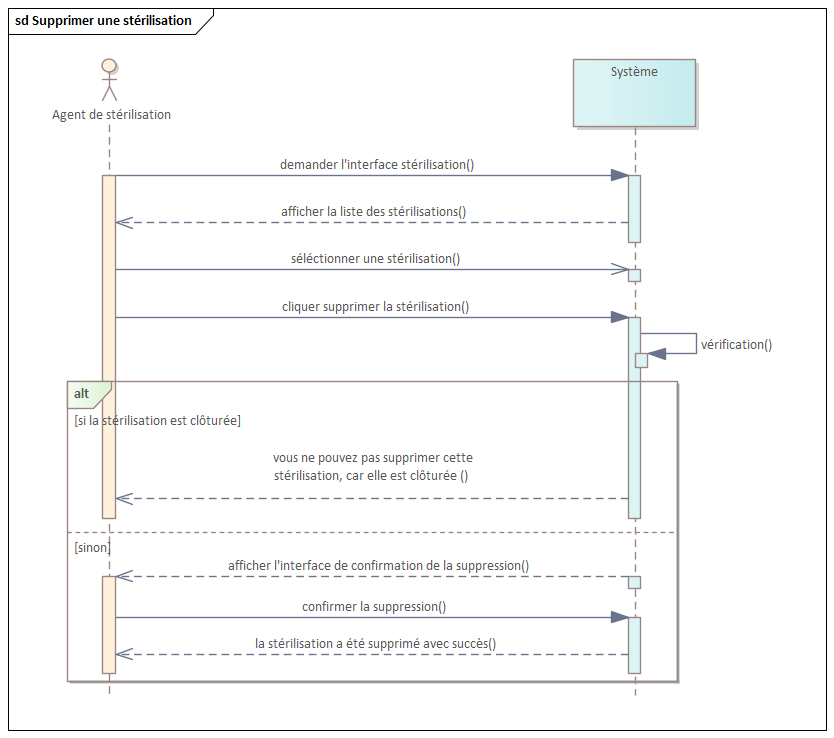 sd Supprimer une stérilisation
Agent de stérilisation
Système
demander l'interface stérilisation()
afficher la liste des stérilisations()
séléctionner une stérilisation()
cliquer supprimer la stérilisation()
vérification()
alt
[si la stérilisation est clôturée]
vous ne pouvez pas supprimer cette
stérilisation, car elle est clôturée ()
[sinon]
afficher l'interface de confirmation de la suppression()
confirmer la suppression()
la stérilisation a été supprimé avec succès()